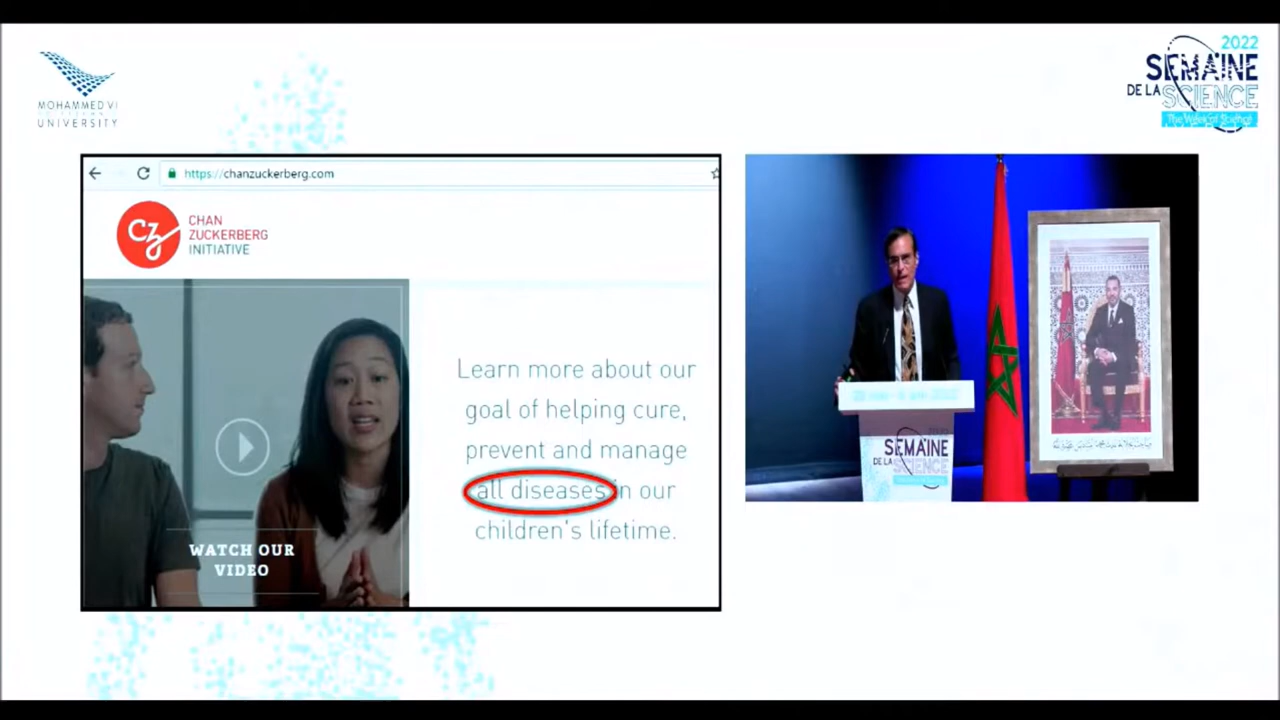 MOHAMMED VI
UNIVERSITY
2022
SEMAINE
DE LA SCIENCE
The Week of Science
https://chanzuckerberg.com
CHAN
ZUCKERBERG
INITIATIVE
cz
WATCH OUR
VIDEO
Learn more about our
goal of helping cure,
prevent and manage
all diseases in our
children's lifetime.
2022
SEMAINE
DE LA SCIENCE